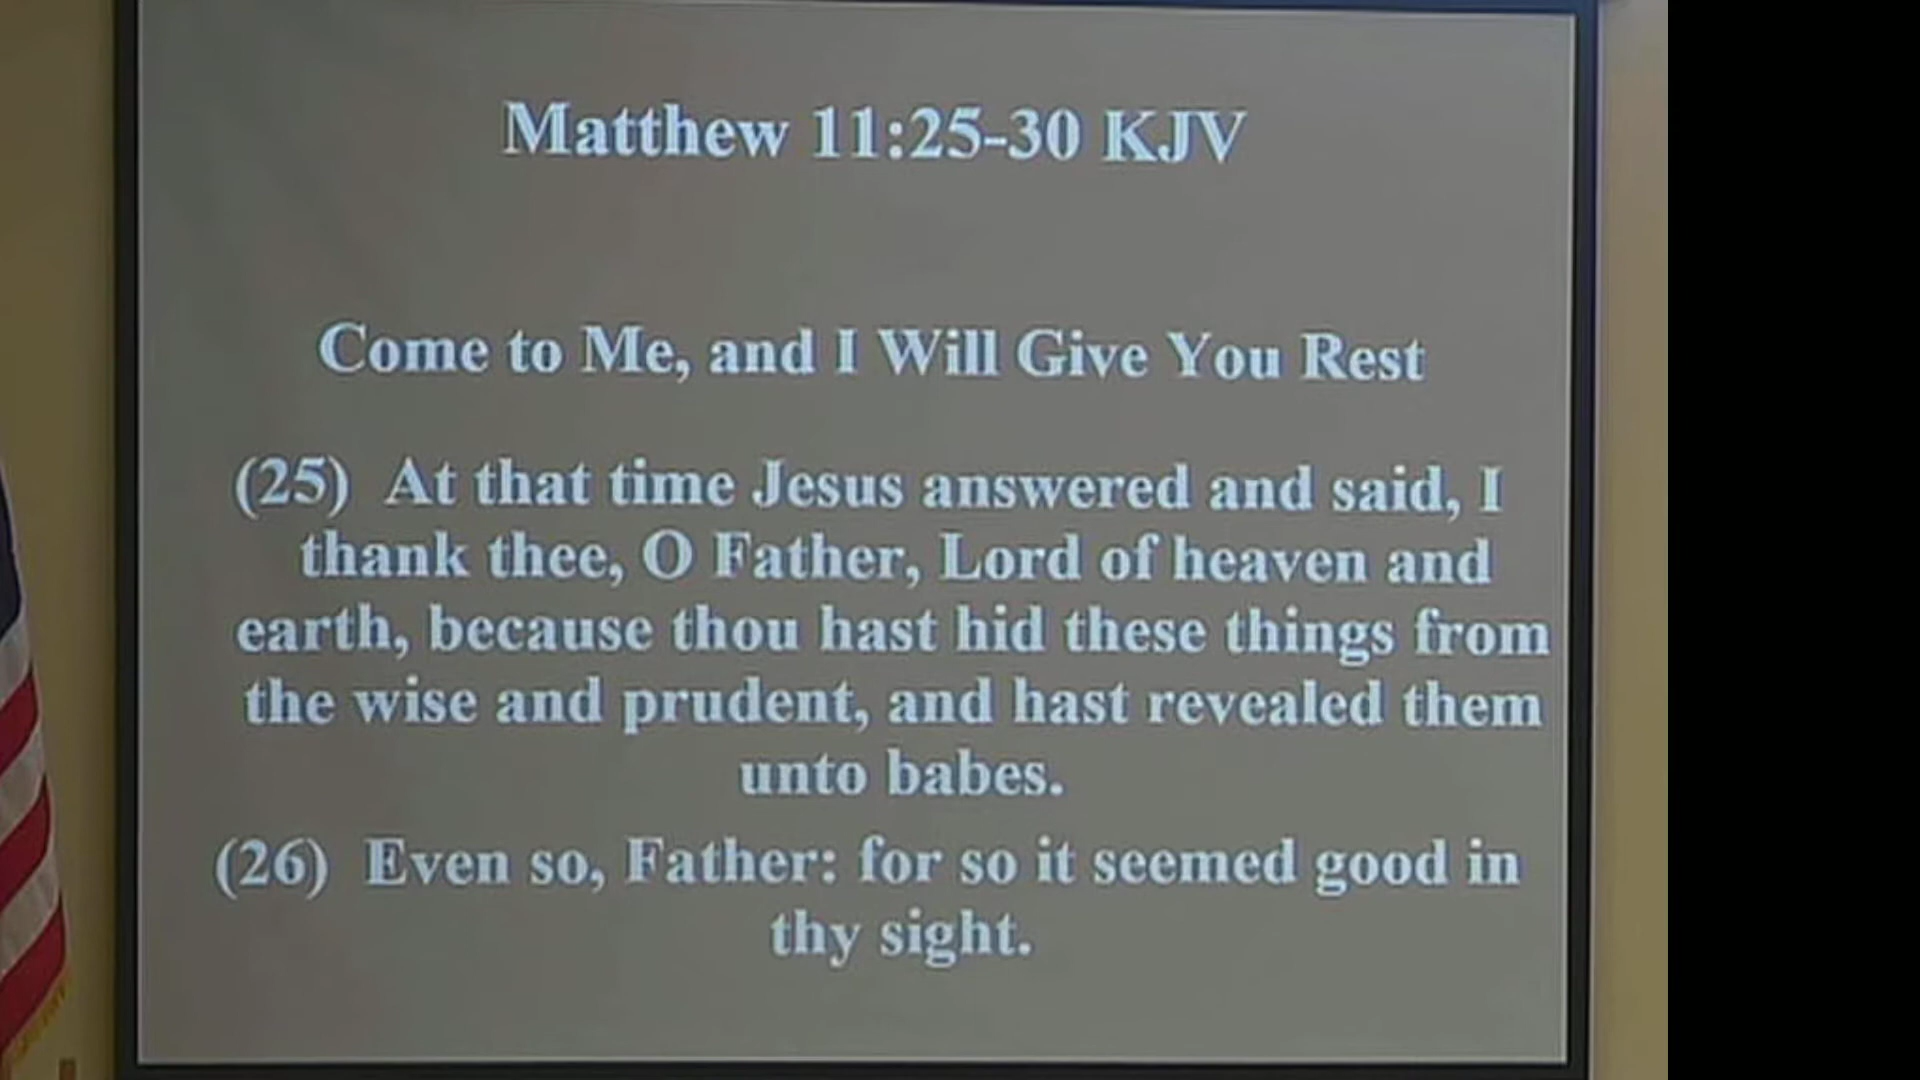 Matthew 11:25-30 KJV
Come to Me, and I Will Give You Rest
(25) At that time Jesus answered and said, I
thank thee, O Father, Lord of heaven and
earth, because thou hast hid these things from
the wise and prudent, and hast revealed them
unto babes.
(26) Even so, Father: for so it seemed good in
thy sight.